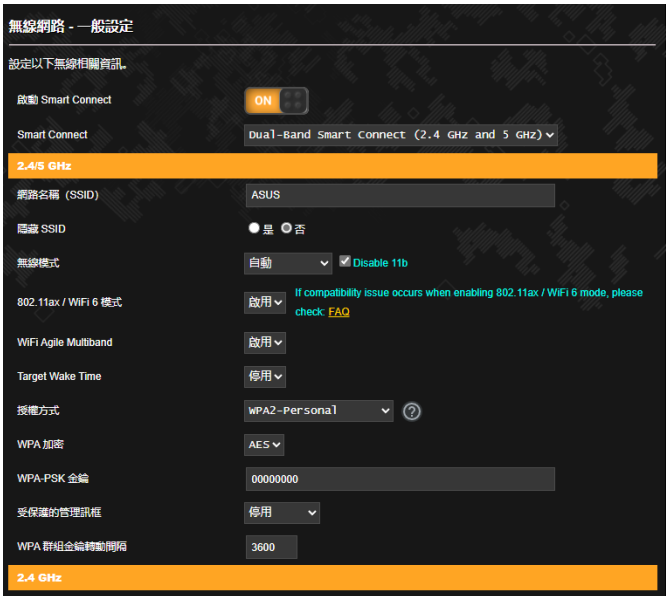 無線網路 - 一般設定
設定以下無線相關資訊。
啟動 Smart Connect ON
Smart Connect Dual-Band Smart Connect (2.4 GHz and 5 GHz)
2.4/5 GHz
網路名稱 (SSID) ASUS
隱藏 SSID 是 否
無線模式 自動 Disable 11b
802.11ax / WiFi 6 模式 啟用 If compatibility issue occurs when enabling 802.11ax / WiFi 6 mode, please
check: FAQ
WiFi Agile Multiband 啟用
Target Wake Time 停用
授權方式 WPA2-Personal ?
WPA 加密 AES
WPA-PSK 金鑰 00000000
受保護的管理訊框 停用
WPA 群組金鑰轉動間隔 3600
2.4 GHz